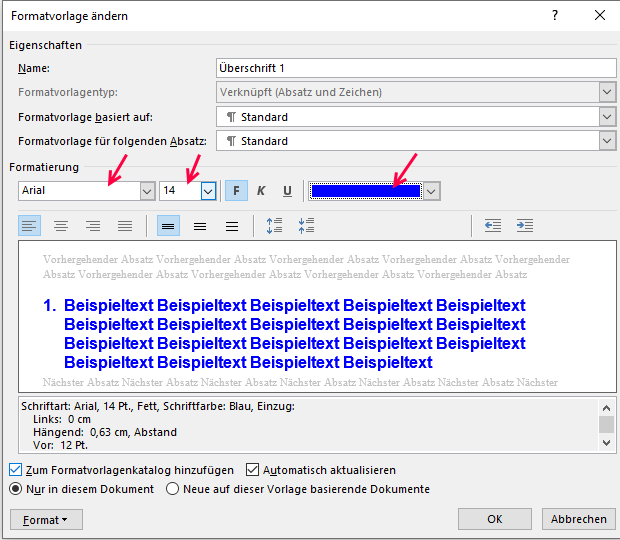 Formatvorlage ändern ? ×
Eigenschaften
Name: Überschrift 1
Formatvorlagentyp: Verknüpft (Absatz und Zeichen)
Formatvorlage basiert auf: ¶ Standard
Formatvorlage für folgenden Absatz: ¶ Standard
Formatierung
Arial 14 F K U
Vorhergehender Absatz Vorhergehender Absatz Vorhergehender Absatz Vorhergehender Absatz Vorhergehender
Absatz Vorhergehender Absatz Vorhergehender Absatz Vorhergehender Absatz Vorhergehender Absatz
1. Beispieltext Beispieltext Beispieltext Beispieltext Beispieltext
Beispieltext Beispieltext Beispieltext Beispieltext Beispieltext
Beispieltext Beispieltext Beispieltext Beispieltext Beispieltext
Beispieltext Beispieltext Beispieltext Beispieltext
Nächster Absatz Nächster Absatz Nächster Absatz Nächster Absatz Nächster Absatz Nächster Absatz Nächster
Schriftart: Arial, 14 Pt., Fett, Schriftfarbe: Blau, Einzug:
Links: 0 cm
Hängend: 0,63 cm, Abstand
Vor: 12 Pt.
Zum Formatvorlagenkatalog hinzufügen Automatisch aktualisieren
Nur in diesem Dokument Neue auf dieser Vorlage basierende Dokumente
Format OK Abbrechen